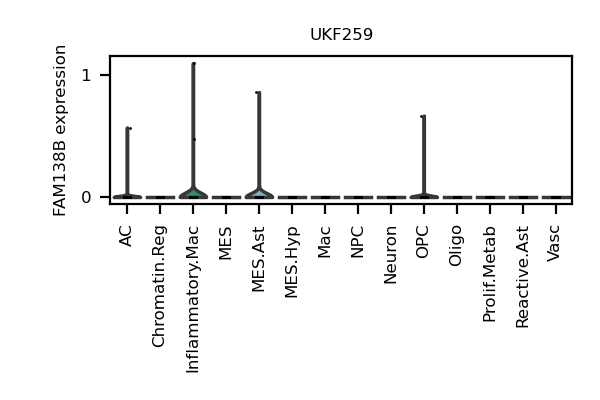 UKF259
FAM138B expression
1
0
AC
Chromatin.Reg
Inflammatory.Mac
MES
MES.Ast
MES.Hyp
Mac
NPC
Neuron
OPC
Oligo
Prolif.Metab
Reactive.Ast
Vasc